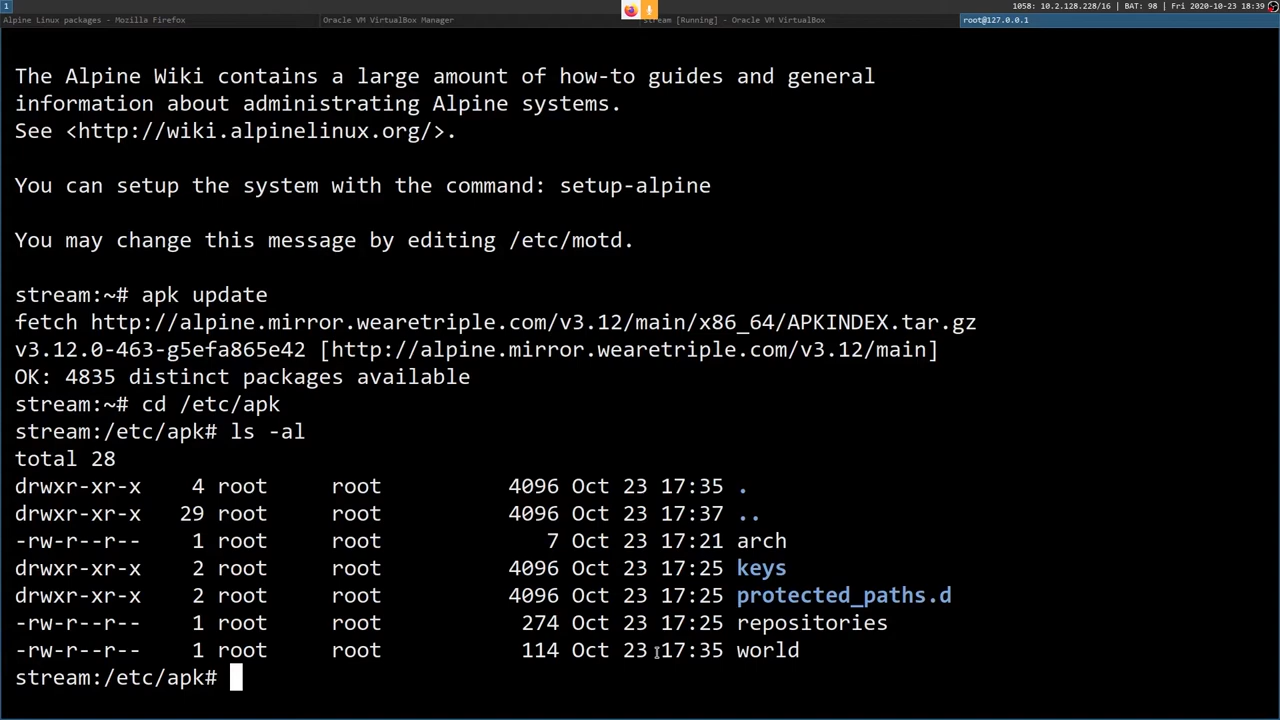 1
1058: 10.2.128.228/16 | BAT: 98 | Fri 2020-10-23 18:39
Alpine Linux packages - Mozilla Firefox
Oracle VM VirtualBox Manager
stream [Running] - Oracle VM VirtualBox
root@127.0.0.1
The Alpine Wiki contains a large amount of how-to guides and general
information about administrating Alpine systems.
See <http://wiki.alpinelinux.org/>.
You can setup the system with the command: setup-alpine
You may change this message by editing /etc/motd.
stream:~# apk update
fetch http://alpine.mirror.wearetriple.com/v3.12/main/x86_64/APKINDEX.tar.gz
v3.12.0-463-g5efa865e42 [http://alpine.mirror.wearetriple.com/v3.12/main]
OK: 4835 distinct packages available
stream:~# cd /etc/apk
stream:/etc/apk# ls -al
total 28
drwxr-xr-x 4 root root 4096 Oct 23 17:35 .
drwxr-xr-x 29 root root 4096 Oct 23 17:37 ..
-rw-r--r-- 1 root root 7 Oct 23 17:21 arch
drwxr-xr-x 2 root root 4096 Oct 23 17:25 keys
drwxr-xr-x 2 root root 4096 Oct 23 17:25 protected_paths.d
-rw-r--r-- 1 root root 274 Oct 23 17:25 repositories
-rw-r--r-- 1 root root 114 Oct 23 17:35 world
stream:/etc/apk#